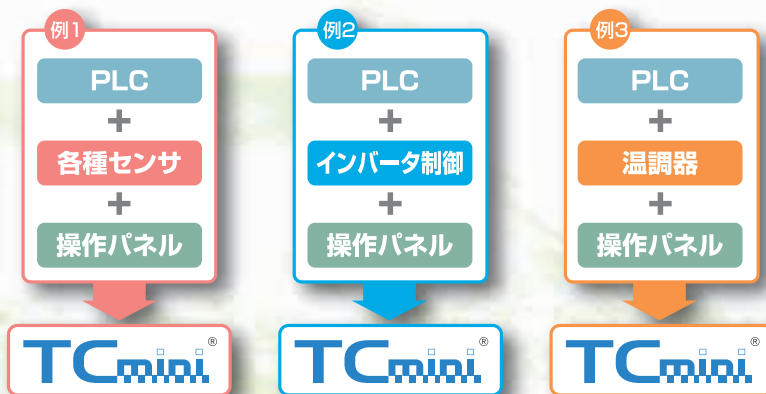 例1
PLC
+
各種センサ
+
操作パネル
TCmini®
例2
PLC
+
インバータ制御
+
操作パネル
TCmini®
例3
PLC
+
温調器
+
操作パネル
TCmini®